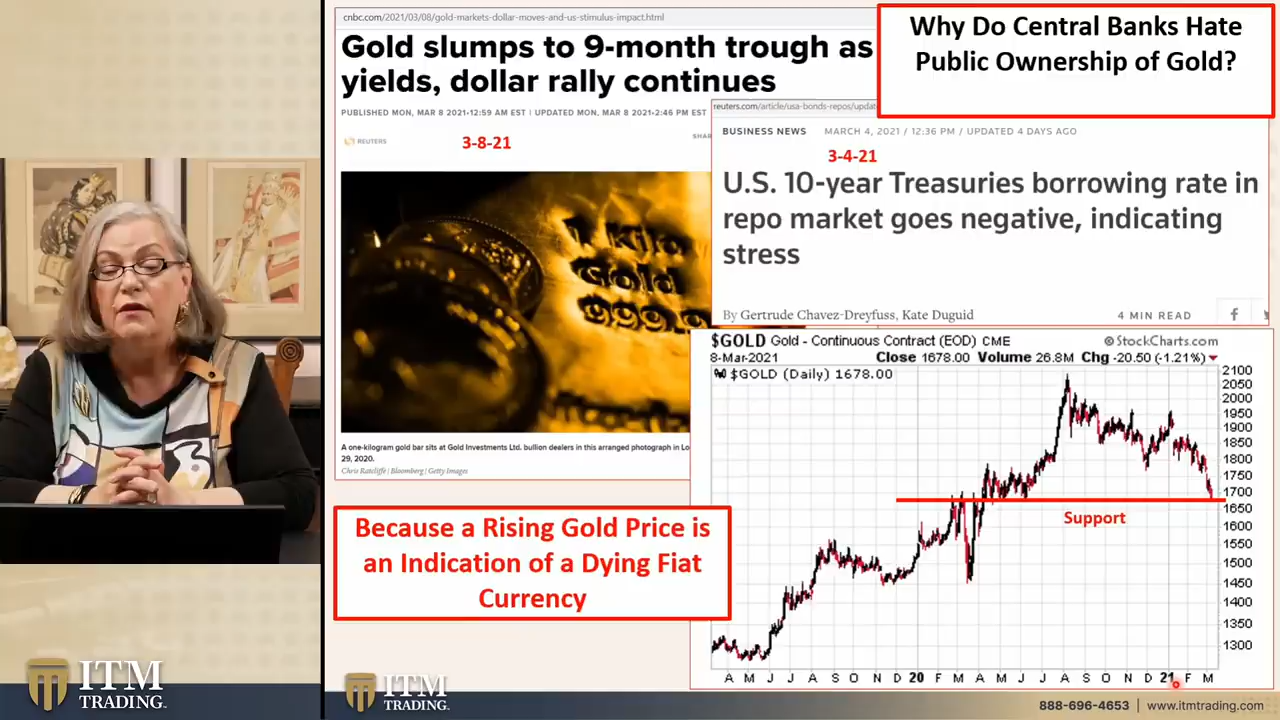 cnbc.com/2021/03/08/gold-markets-dollar-moves-and-us-stimulus-impact.html
Gold slumps to 9-month trough as
yields, dollar rally continues
PUBLISHED MON, MAR 8 2021•12:59 AM EST | UPDATED MON, MAR 8 2021•2:46 PM EST
REUTERS
3-8-21
SHAR
1 Kilo
Gold
999.9
A one-kilogram gold bar sits at Gold Investments Ltd. bullion dealers in this arranged photograph in Lo
29, 2020.
Chris Ratcliffe | Bloomberg | Getty Images
Why Do Central Banks Hate
Public Ownership of Gold?
reuters.com/article/usa-bonds-repos/updat
BUSINESS NEWS
MARCH 4, 2021 / 12:36 PM / UPDATED 4 DAYS AGO
3-4-21
U.S. 10-year Treasuries borrowing rate in
repo market goes negative, indicating
stress
By Gertrude Chavez-Dreyfuss, Kate Duguid
4 MIN READ
$GOLD Gold - Continuous Contract (EOD) CME
©StockCharts.com
8-Mar-2021
Close 1678.00 Volume 26.8M Chg -20.50 (-1.21%)
$GOLD (Daily) 1678.00
2100
2050
2000
1950
1900
1850
1800
1750
1700
1650
1600
1550
1500
1450
1400
1350
1300
Support
A M J J A S O N D 20 F M A M J J A S O N D 21 F M
Because a Rising Gold Price is
an Indication of a Dying Fiat
Currency
ITM
TRADING
ITM
TRADING
888-696-4653 | www.itmtrading.com